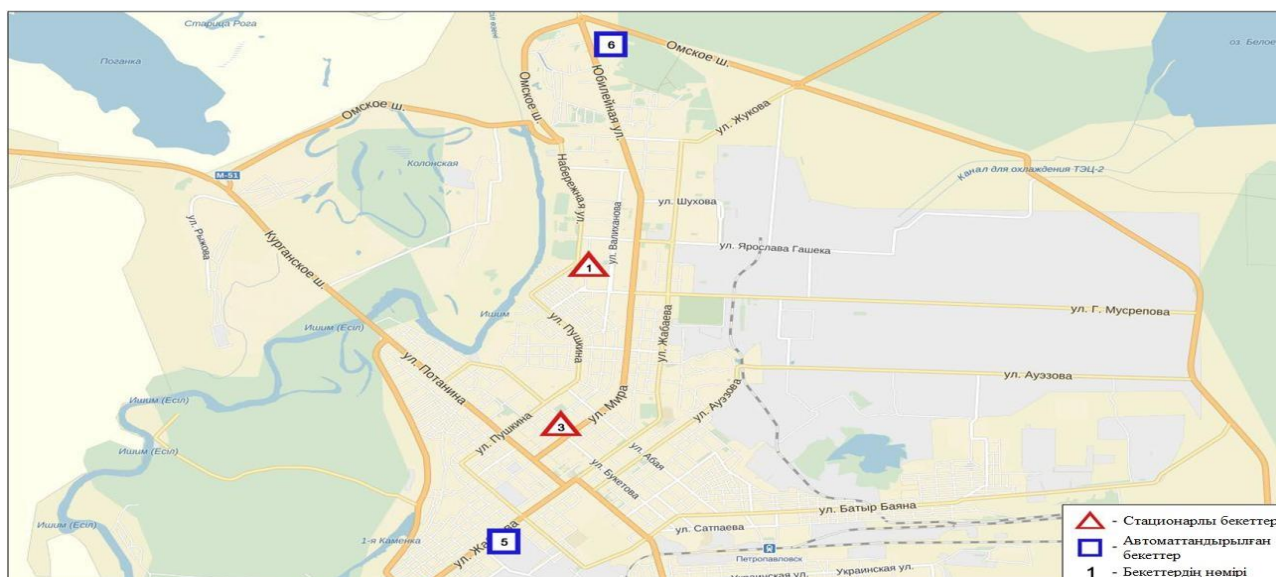 Старица Рога
Поганка
6
Омское ш.
оз. Белое
Омское ш.
Юбилейная ул.
ул. Жукова
Омское ш.
Колонская
Канал для охлаждения ТЭЦ-2
М-51
Набережная ул.
ул. Валиханова
ул. Шухова
ул. Рыжкова
Курганское ш.
ул. Ярослава Гашека
1
Ишим
Ишим (Есіл)
ул. Г. Мусрепова
ул. Пушкина
ул. Жабаева
ул. Потанина
ул. Ауэзова
ул. Мира
ул. Ауэзова
Ишим (Есіл)
3
ул. Пушкина
ул. Абая
Ишим (Есіл)
ул. Букетова
ул. Батыр Баяна
Ишим (Есіл)
1-я Каменка
5
ул. Сатпаева
Петропавловск
Украинская ул.
Украинская ул.
- Стационарлы бекеттер
- Автоматтандырылған
бекеттер
1 - Бекеттердің нөмірі